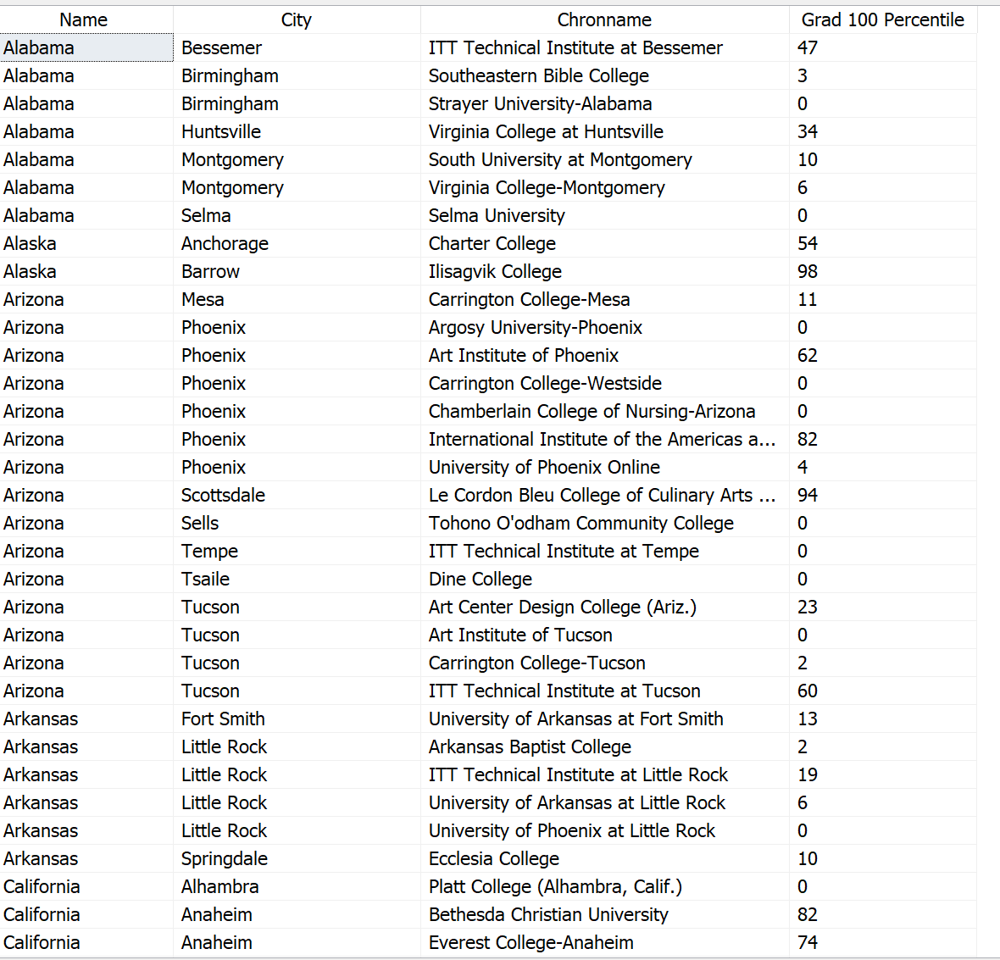 Name City Chronname Grad 100 Percentile
Alabama Bessemer ITT Technical Institute at Bessemer 47
Alabama Birmingham Southeastern Bible College 3
Alabama Birmingham Strayer University-Alabama 0
Alabama Huntsville Virginia College at Huntsville 34
Alabama Montgomery South University at Montgomery 10
Alabama Montgomery Virginia College-Montgomery 6
Alabama Selma Selma University 0
Alaska Anchorage Charter College 54
Alaska Barrow Ilisagvik College 98
Arizona Mesa Carrington College-Mesa 11
Arizona Phoenix Argosy University-Phoenix 0
Arizona Phoenix Art Institute of Phoenix 62
Arizona Phoenix Carrington College-Westside 0
Arizona Phoenix Chamberlain College of Nursing-Arizona 0
Arizona Phoenix International Institute of the Americas a... 82
Arizona Phoenix University of Phoenix Online 4
Arizona Scottsdale Le Cordon Bleu College of Culinary Arts ... 94
Arizona Sells Tohono O'odham Community College 0
Arizona Tempe ITT Technical Institute at Tempe 0
Arizona Tsaile Dine College 0
Arizona Tucson Art Center Design College (Ariz.) 23
Arizona Tucson Art Institute of Tucson 0
Arizona Tucson Carrington College-Tucson 2
Arizona Tucson ITT Technical Institute at Tucson 60
Arkansas Fort Smith University of Arkansas at Fort Smith 13
Arkansas Little Rock Arkansas Baptist College 2
Arkansas Little Rock ITT Technical Institute at Little Rock 19
Arkansas Little Rock University of Arkansas at Little Rock 6
Arkansas Little Rock University of Phoenix at Little Rock 0
Arkansas Springdale Ecclesia College 10
California Alhambra Platt College (Alhambra, Calif.) 0
California Anaheim Bethesda Christian University 82
California Anaheim Everest College-Anaheim 74